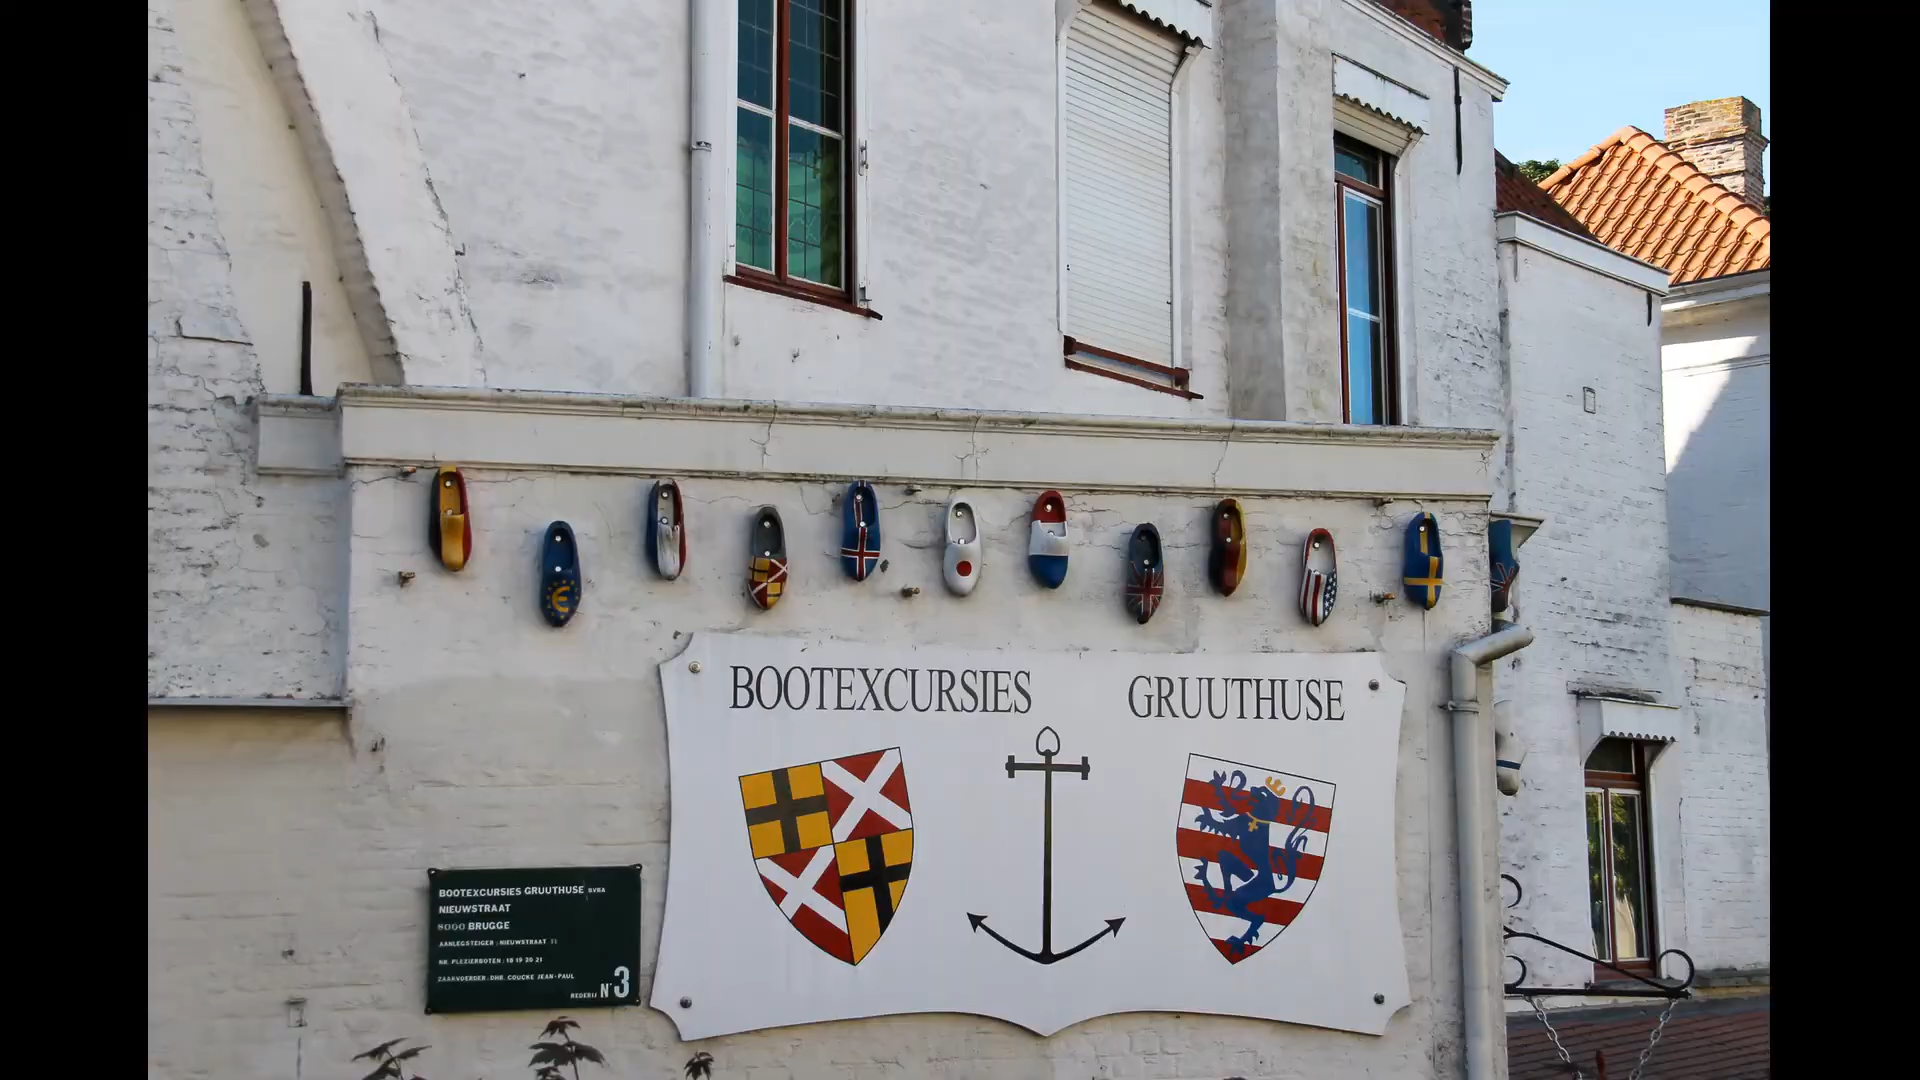 BOOTEXCURSIES GRUUTHUSE
BOOTEXCURSIES GRUUTHUSE BVBA
NIEUWSTRAAT
8000 BRUGGE
AANLEGSTEIGER : NIEUWSTRAAT 11
NR. PLEZIERBOTEN : 18 19 20 21
ZAAKVOERDER : DHR. COUCKE JEAN-PAUL
REDERIJ N° 3